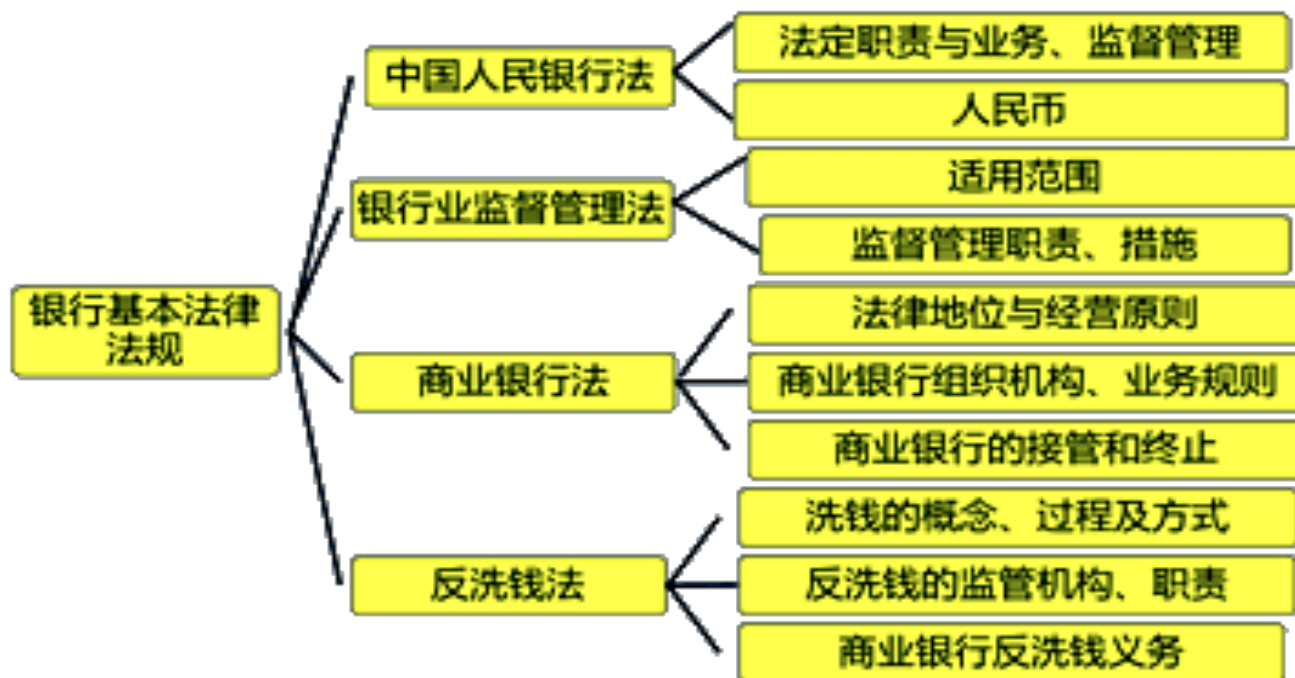 银行基本法律
法规
中国人民银行法
法定职责与业务、监督管理
人民币
银行业监督管理法
适用范围
监督管理职责、措施
商业银行法
法律地位与经营原则
商业银行组织机构、业务规则
商业银行的接管和终止
反洗钱法
洗钱的概念、过程及方式
反洗钱的监管机构、职责
商业银行反洗钱义务